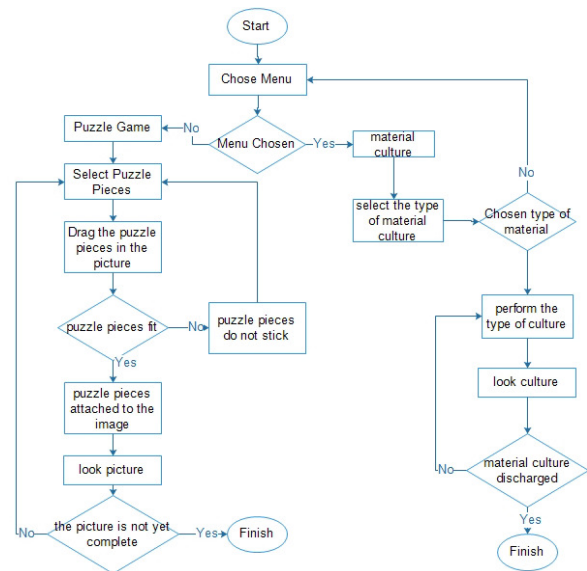 Start
Chose Menu
Menu Chosen
No
Yes
Puzzle Game
Select Puzzle
Pieces
Drag the puzzle
pieces in the
picture
puzzle pieces fit
No
puzzle pieces
do not stick
Yes
puzzle pieces
attached to the
image
look picture
the picture is not yet
complete
No
Yes
Finish
material
culture
select the type
of material
culture
Chosen type of
material
No
perform the
type of culture
look culture
material culture
discharged
No
Yes
Finish